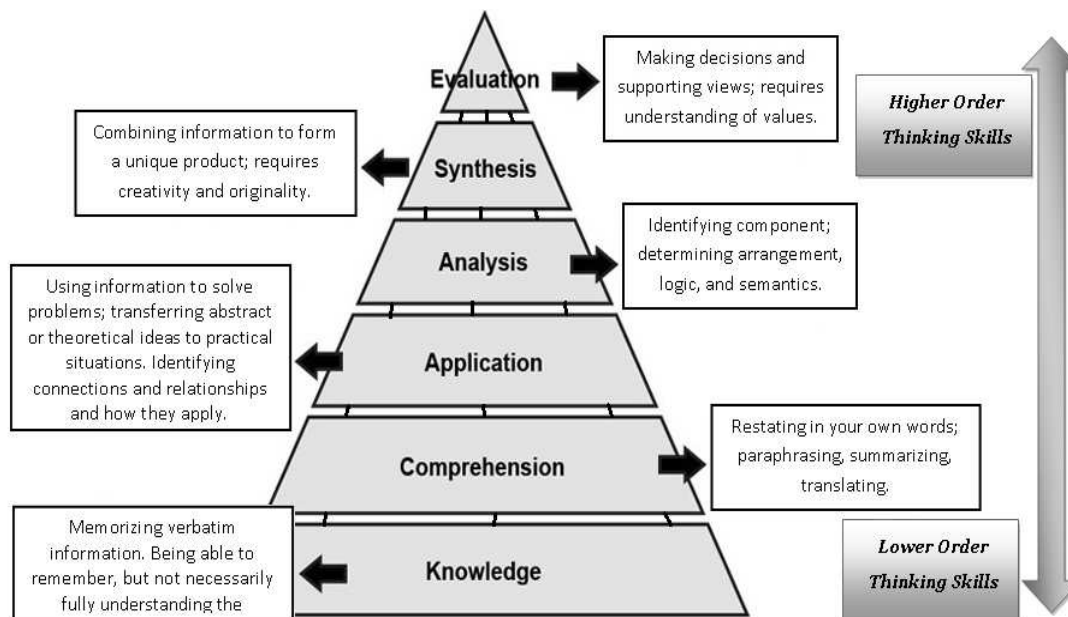 Evaluation
Making decisions and
supporting views; requires
understanding of values.
Higher Order
Thinking Skills
Combining information to form
a unique product; requires
creativity and originality.
Synthesis
Identifying component;
determining arrangement,
logic, and semantics.
Analysis
Using information to solve
problems; transferring abstract
or theoretical ideas to practical
situations. Identifying
connections and relationships
and how they apply.
Application
Restating in your own words;
paraphrasing, summarizing,
translating.
Comprehension
Memorizing verbatim
information. Being able to
remember, but not necessarily
fully understanding the
Knowledge
Lower Order
Thinking Skills